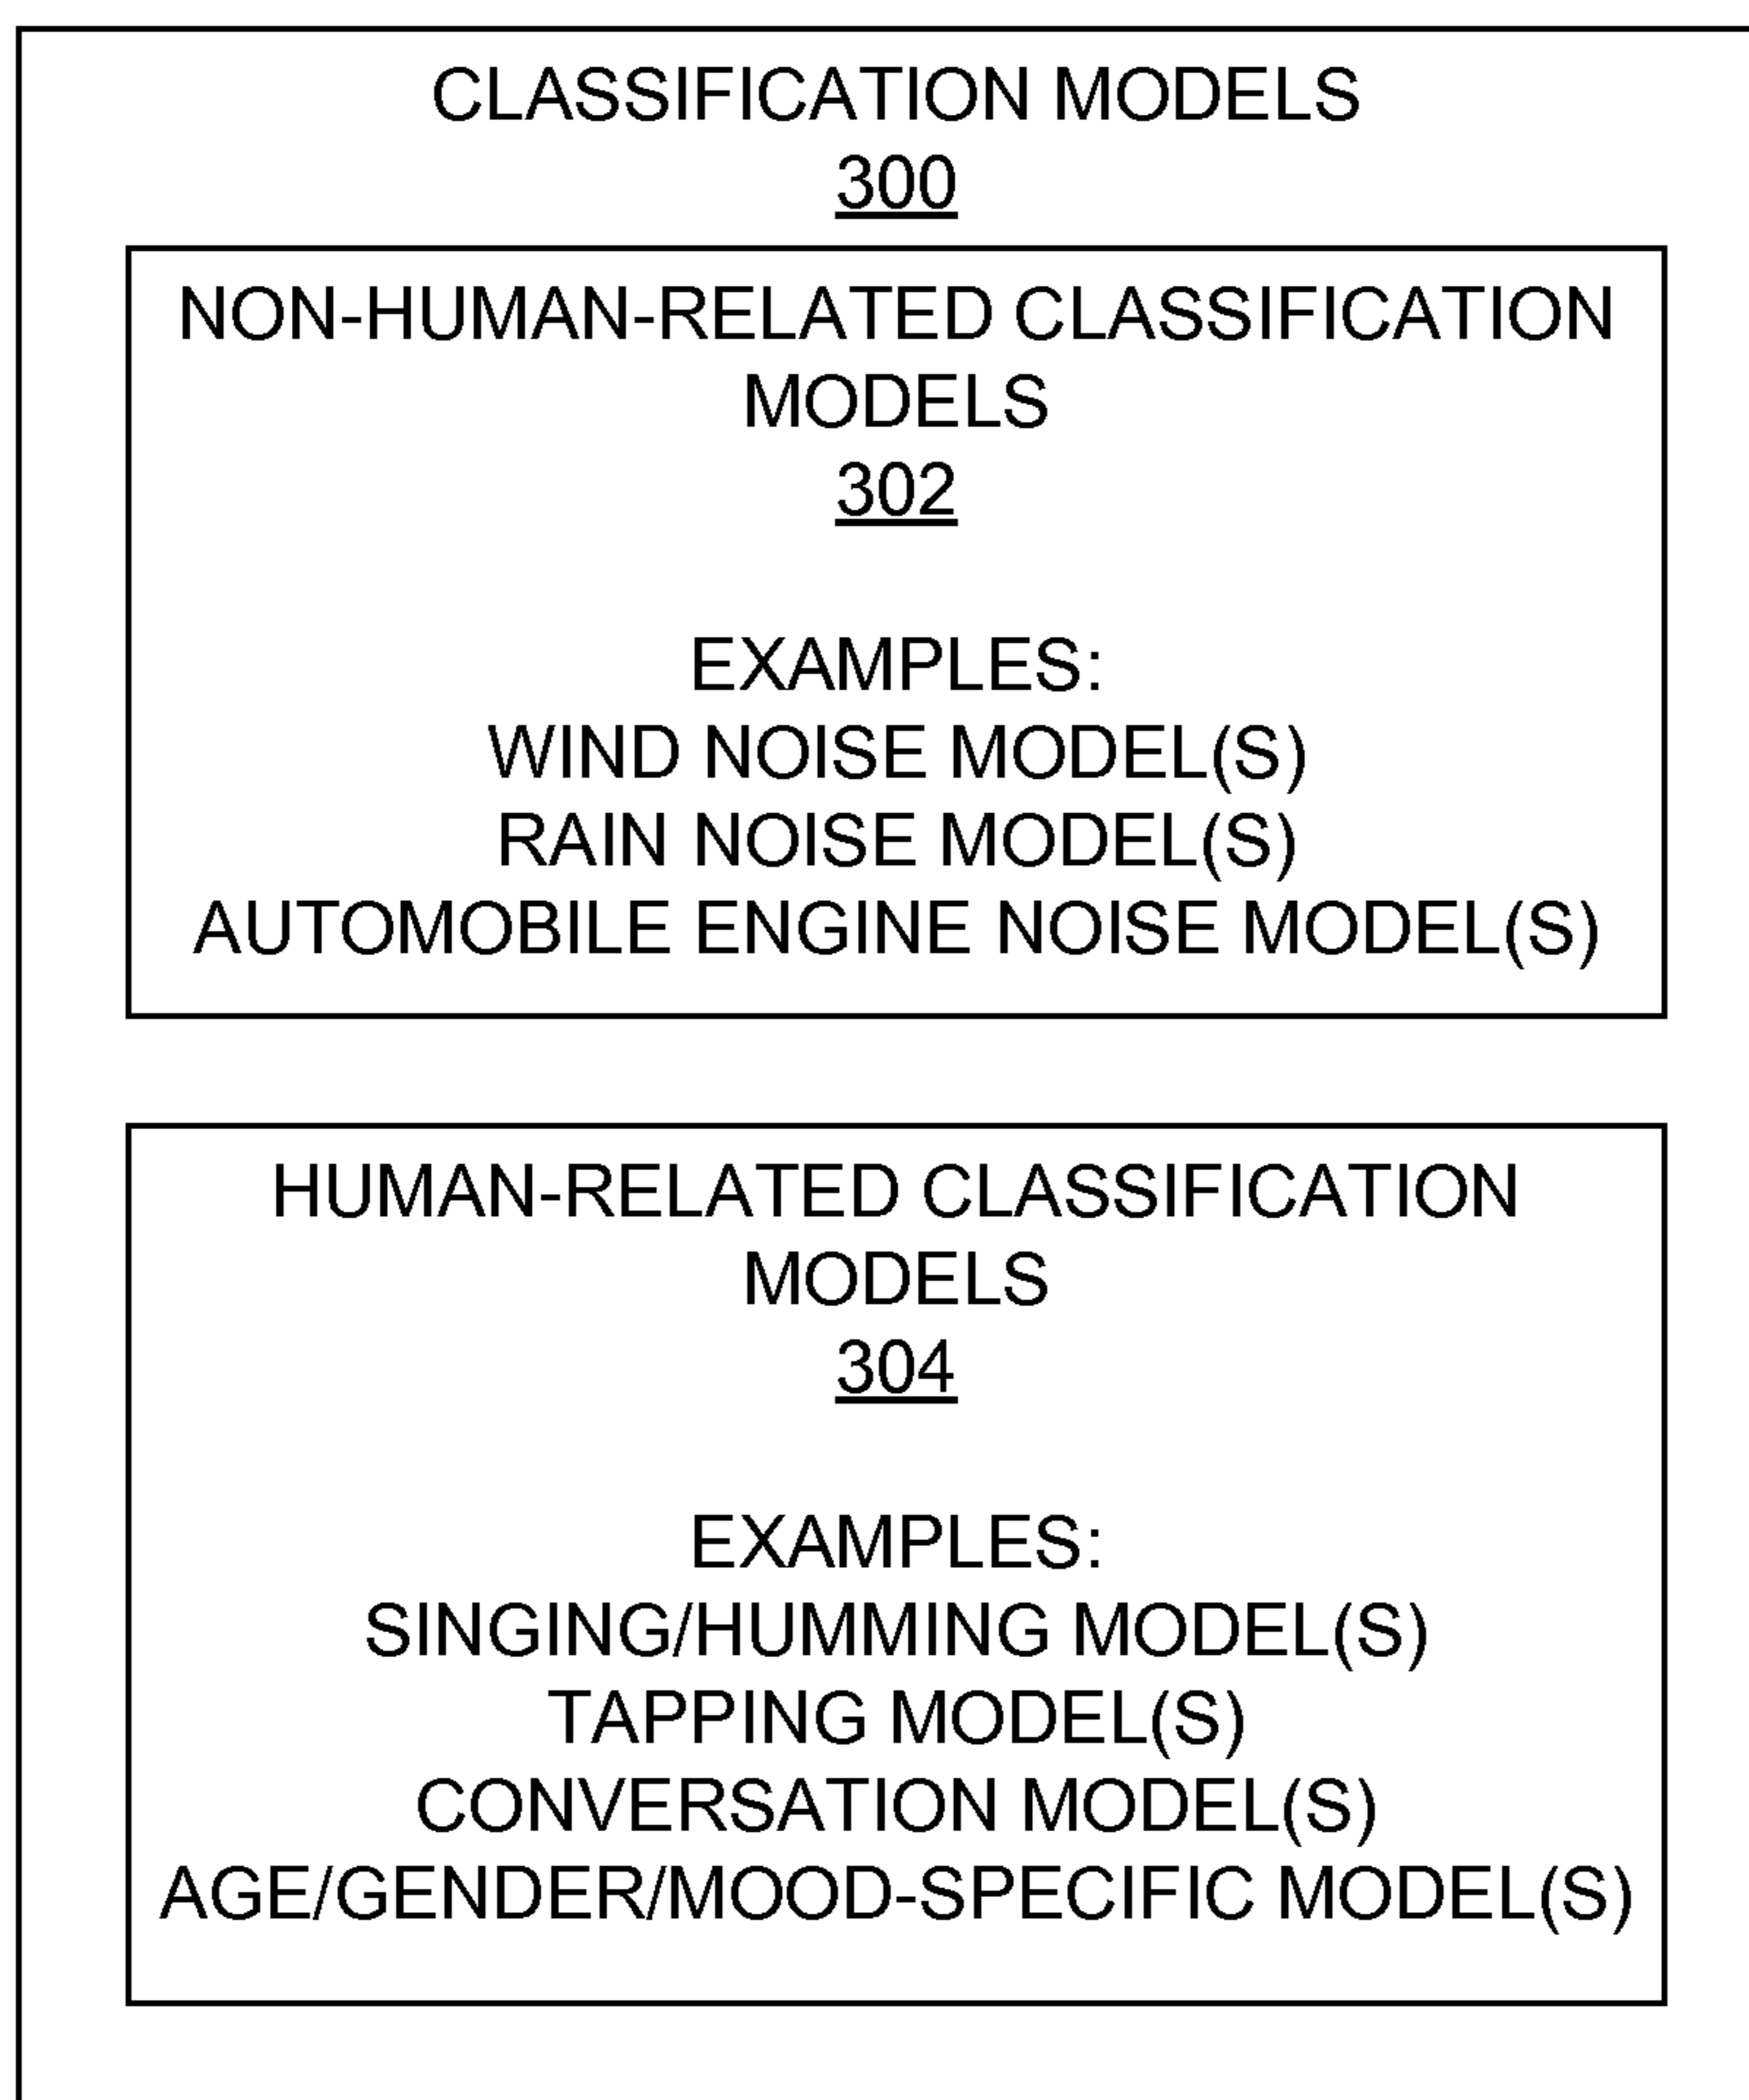 CLASSIFICATION MODELS
300
NON-HUMAN-RELATED CLASSIFICATION
MODELS
302
EXAMPLES:
WIND NOISE MODEL(S)
RAIN NOISE MODEL(S)
AUTOMOBILE ENGINE NOISE MODEL(S)
HUMAN-RELATED CLASSIFICATION
MODELS
304
EXAMPLES:
SINGING/HUMMING MODEL(S)
TAPPING MODEL(S)
CONVERSATION MODEL(S)
AGE/GENDER/MOOD-SPECIFIC MODEL(S)